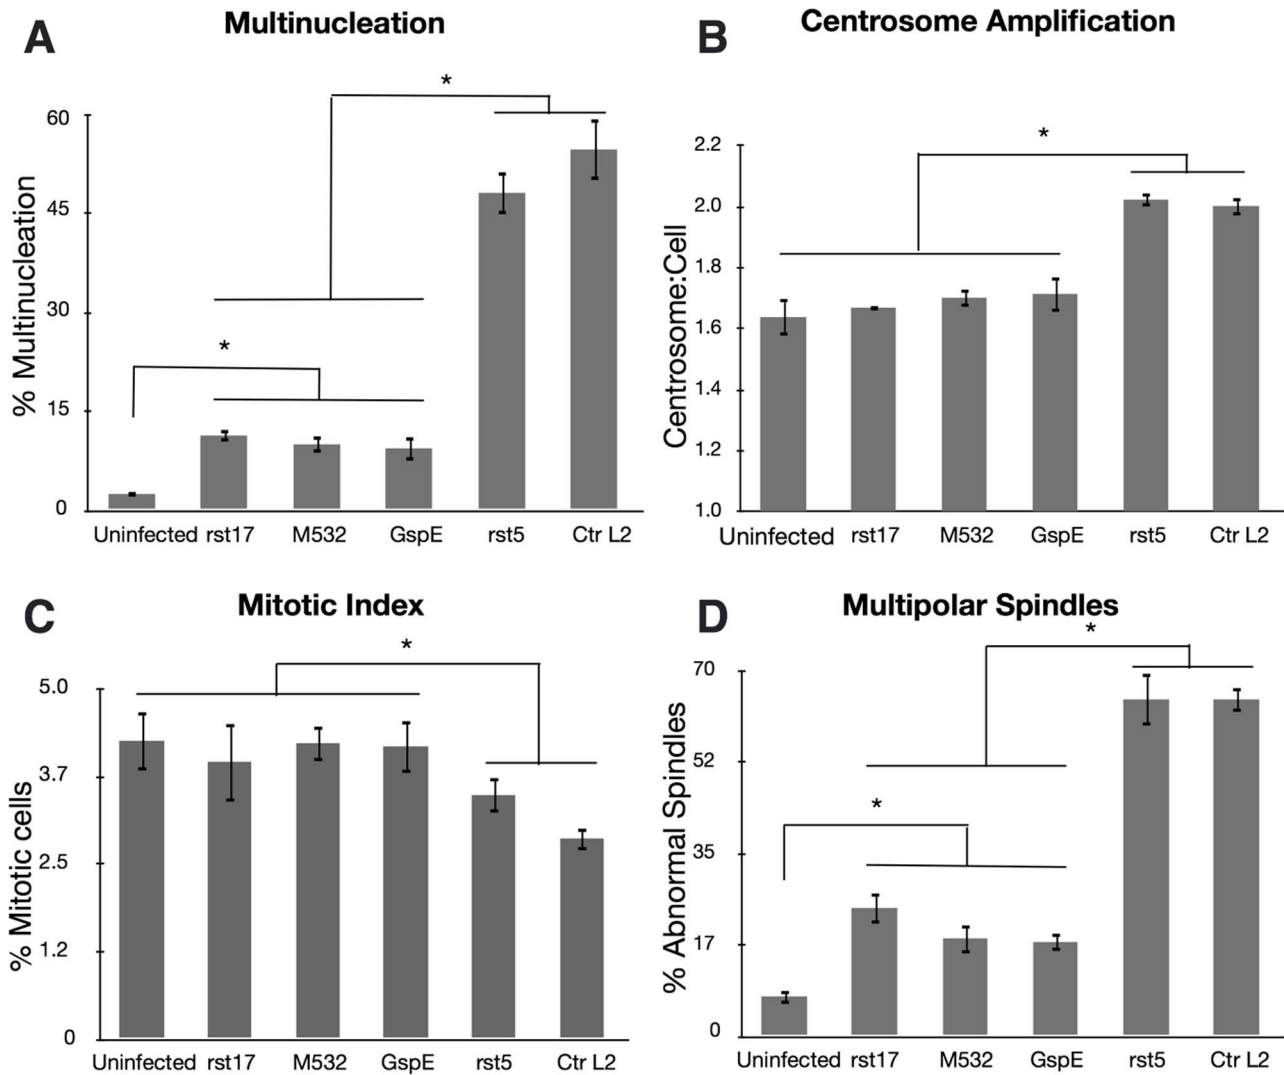 A
Multinucleation
*
% Multinucleation
60
45
30
15
0
*
Uninfected rst17 M532 GspE rst5 Ctr L2
B
Centrosome Amplification
*
Centrosome:Cell
2.2
2.0
1.8
1.6
1.4
1.2
1.0
Uninfected rst17 M532 GspE rst5 Ctr L2
C
Mitotic Index
*
% Mitotic cells
5.0
3.7
2.5
1.2
0
Uninfected rst17 M532 GspE rst5 Ctr L2
D
Multipolar Spindles
*
% Abnormal Spindles
70
52
35
17
0
*
Uninfected rst17 M532 GspE rst5 Ctr L2